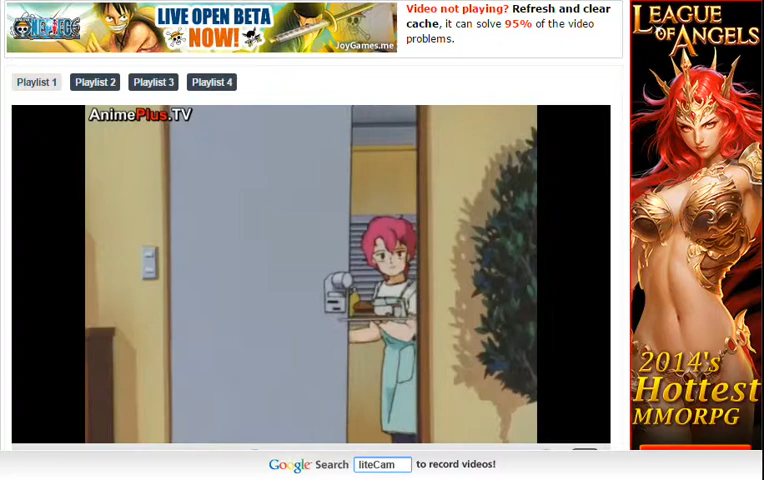 ONE PIECE
LIVE OPEN BETA
NOW!
JoyGames.me
Video not playing? Refresh and clear
cache, it can solve 95% of the video
problems.
Playlist 1
Playlist 2
Playlist 3
Playlist 4
AnimePlus.TV
LEAGUE
OF ANGELS
2014's
Hottest
MMORPG
Google Search liteCam to record videos!